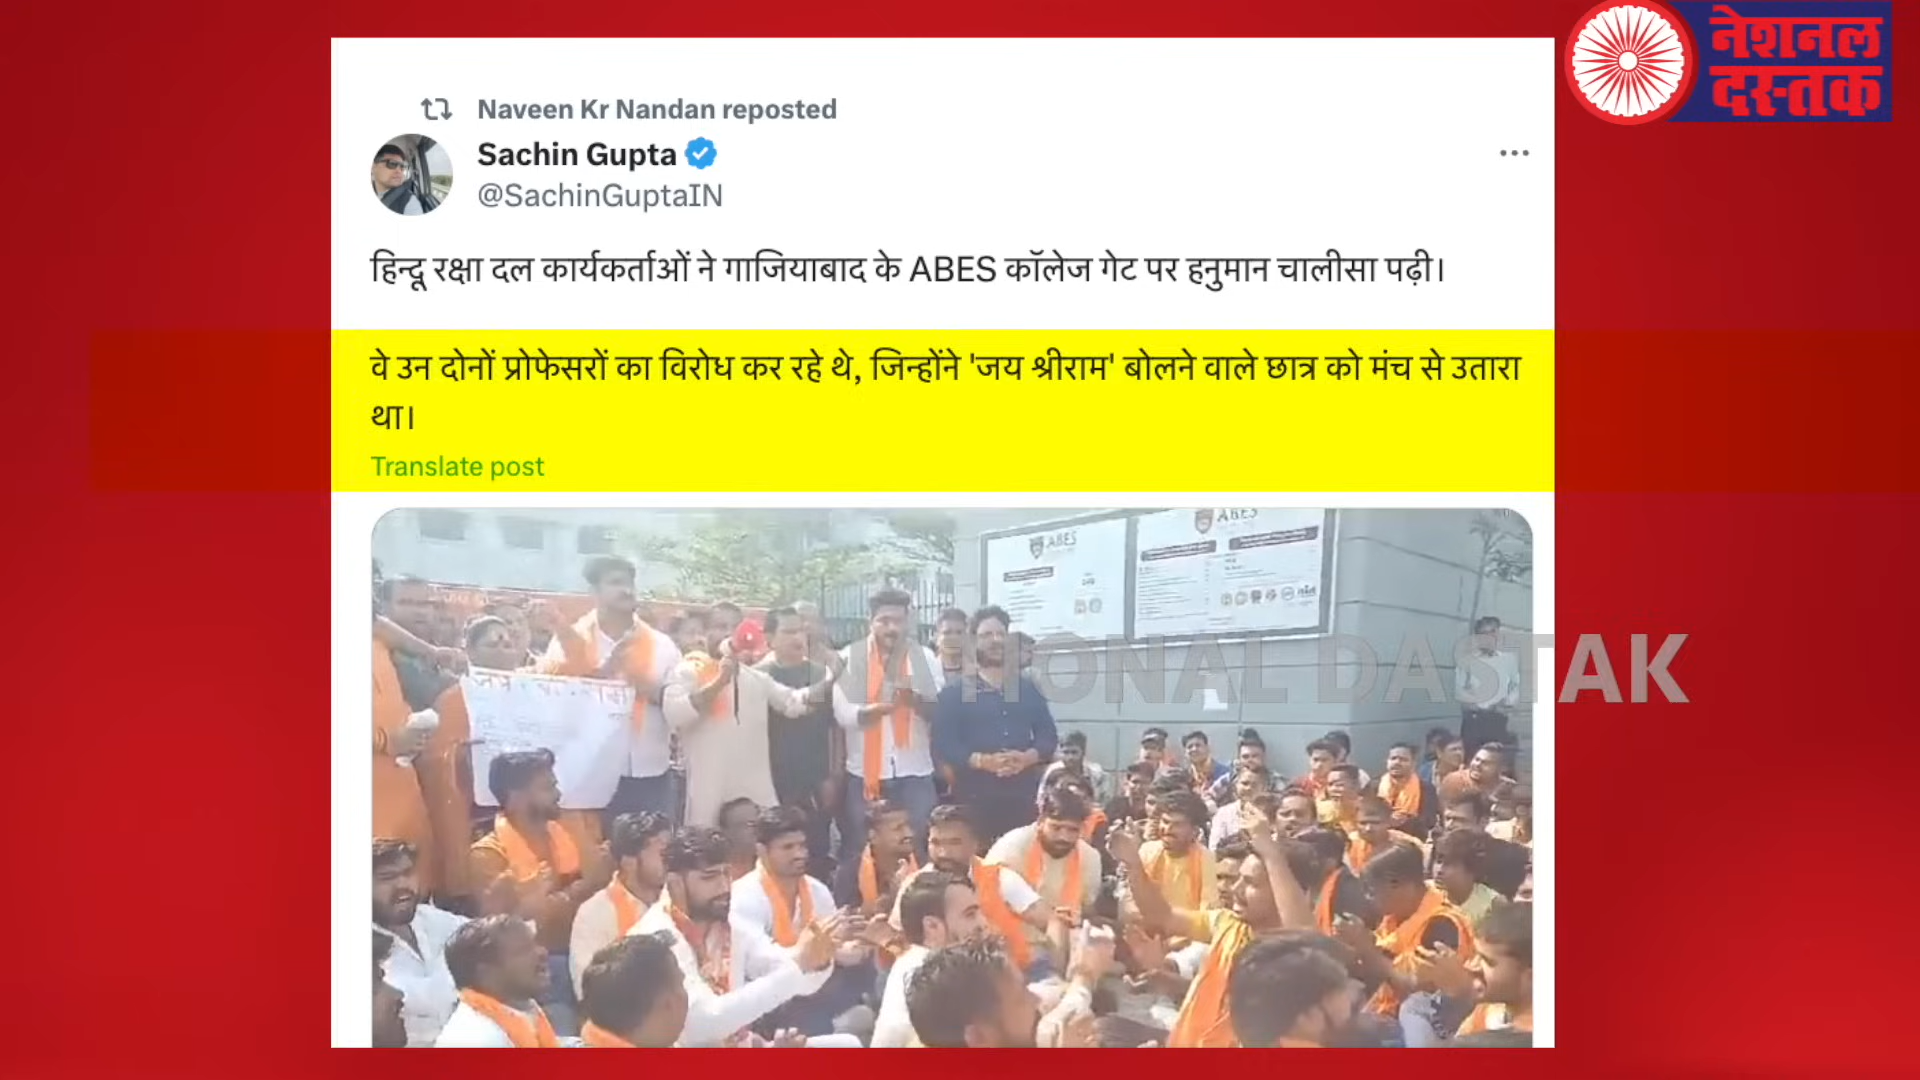 नेशनल
दस्तक
Naveen Kr Nandan reposted
Sachin Gupta
@SachinGuptaIN
हिन्दू रक्षा दल कार्यकर्ताओं ने गाजियाबाद के ABES कॉलेज गेट पर हनुमान चालीसा पढ़ी।
वे उन दोनों प्रोफेसरों का विरोध कर रहे थे, जिन्होंने 'जय श्रीराम' बोलने वाले छात्र को मंच से उतारा
था।
Translate post
ABES
ABES
NATIONAL DASTAK